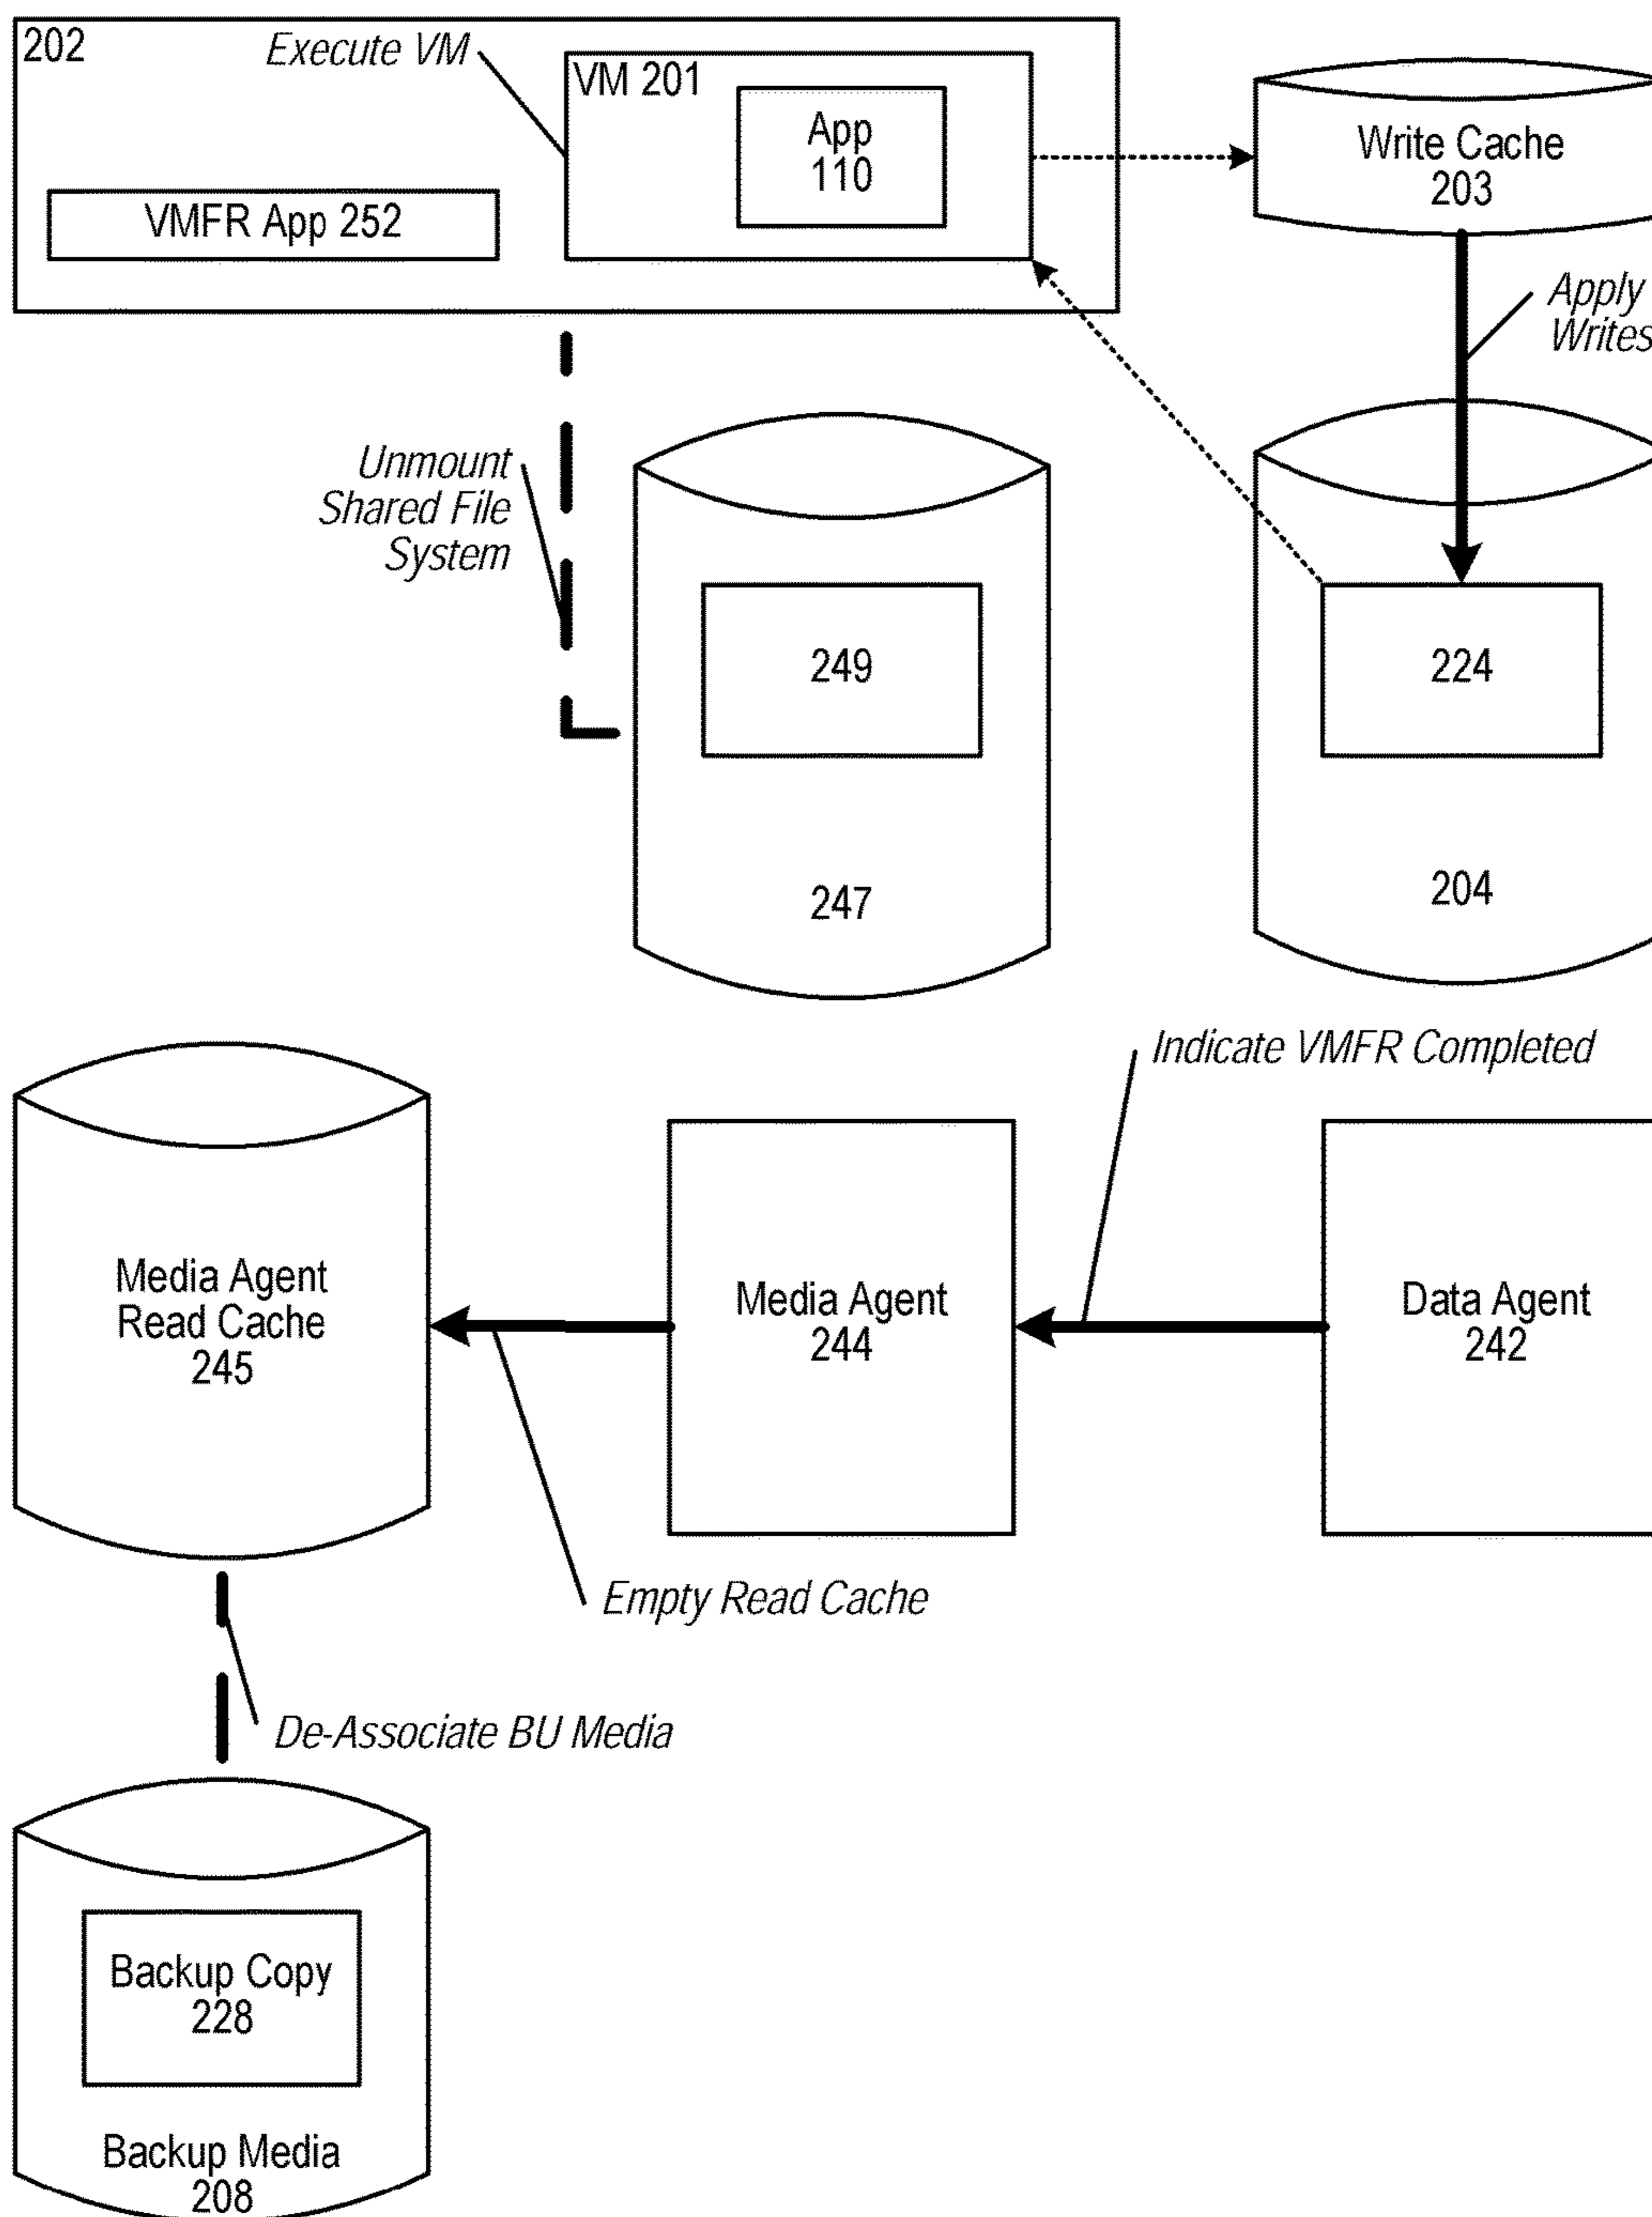 202
Execute VM
VM 201
App
110
Write Cache
203
VMFR App 252
Apply
Writes
Unmount
Shared File
System
249
224
247
204
Indicate VMFR Completed
Media Agent
Read Cache
245
Media Agent
244
Data Agent
242
Empty Read Cache
De-Associate BU Media
Backup Copy
228
Backup Media
208